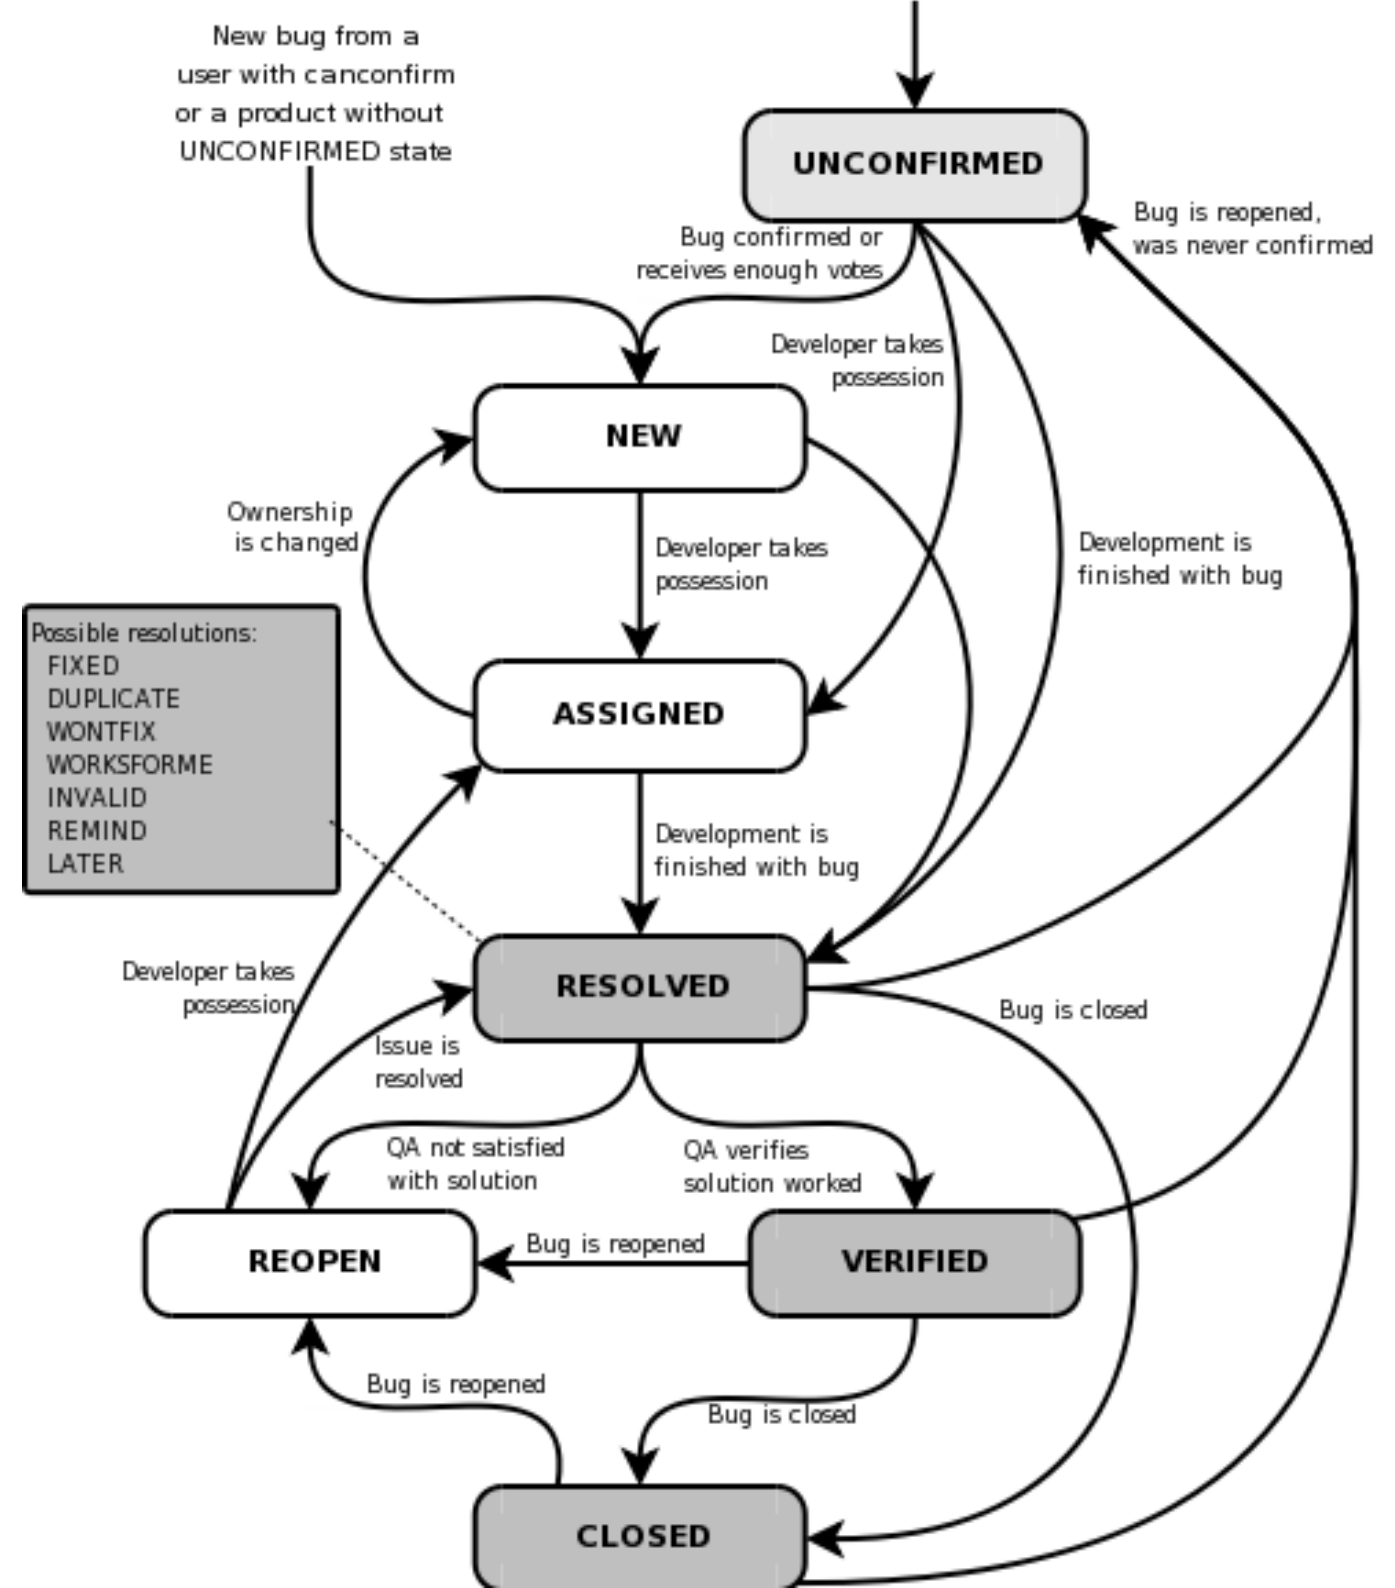 New bug from a
user with canconfirm
or a product without
UNCONFIRMED state
UNCONFIRMED
Bug is reopened,
was never confirmed
Bug confirmed or
receives enough votes
Developer takes
possession
NEW
Ownership
is changed
Developer takes
possession
Development is
finished with bug
Possible resolutions:
FIXED
DUPLICATE
WONTFIX
WORKSFORME
INVALID
REMIND
LATER
ASSIGNED
Development is
finished with bug
Developer takes
possession
RESOLVED
Bug is closed
Issue is
resolved
QA not satisfied
with solution
QA verifies
solution worked
REOPEN
Bug is reopened
VERIFIED
Bug is reopened
Bug is closed
CLOSED